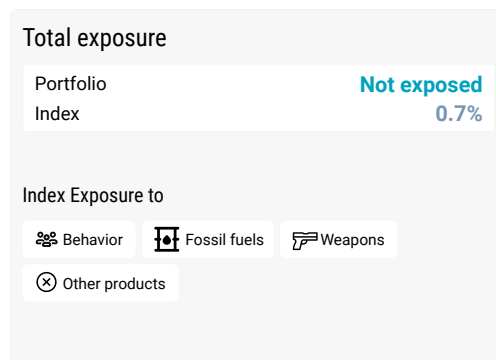 Total exposure
Portfolio Not exposed
Index 0.7%
Index Exposure to
Behavior Fossil fuels Weapons
Other products